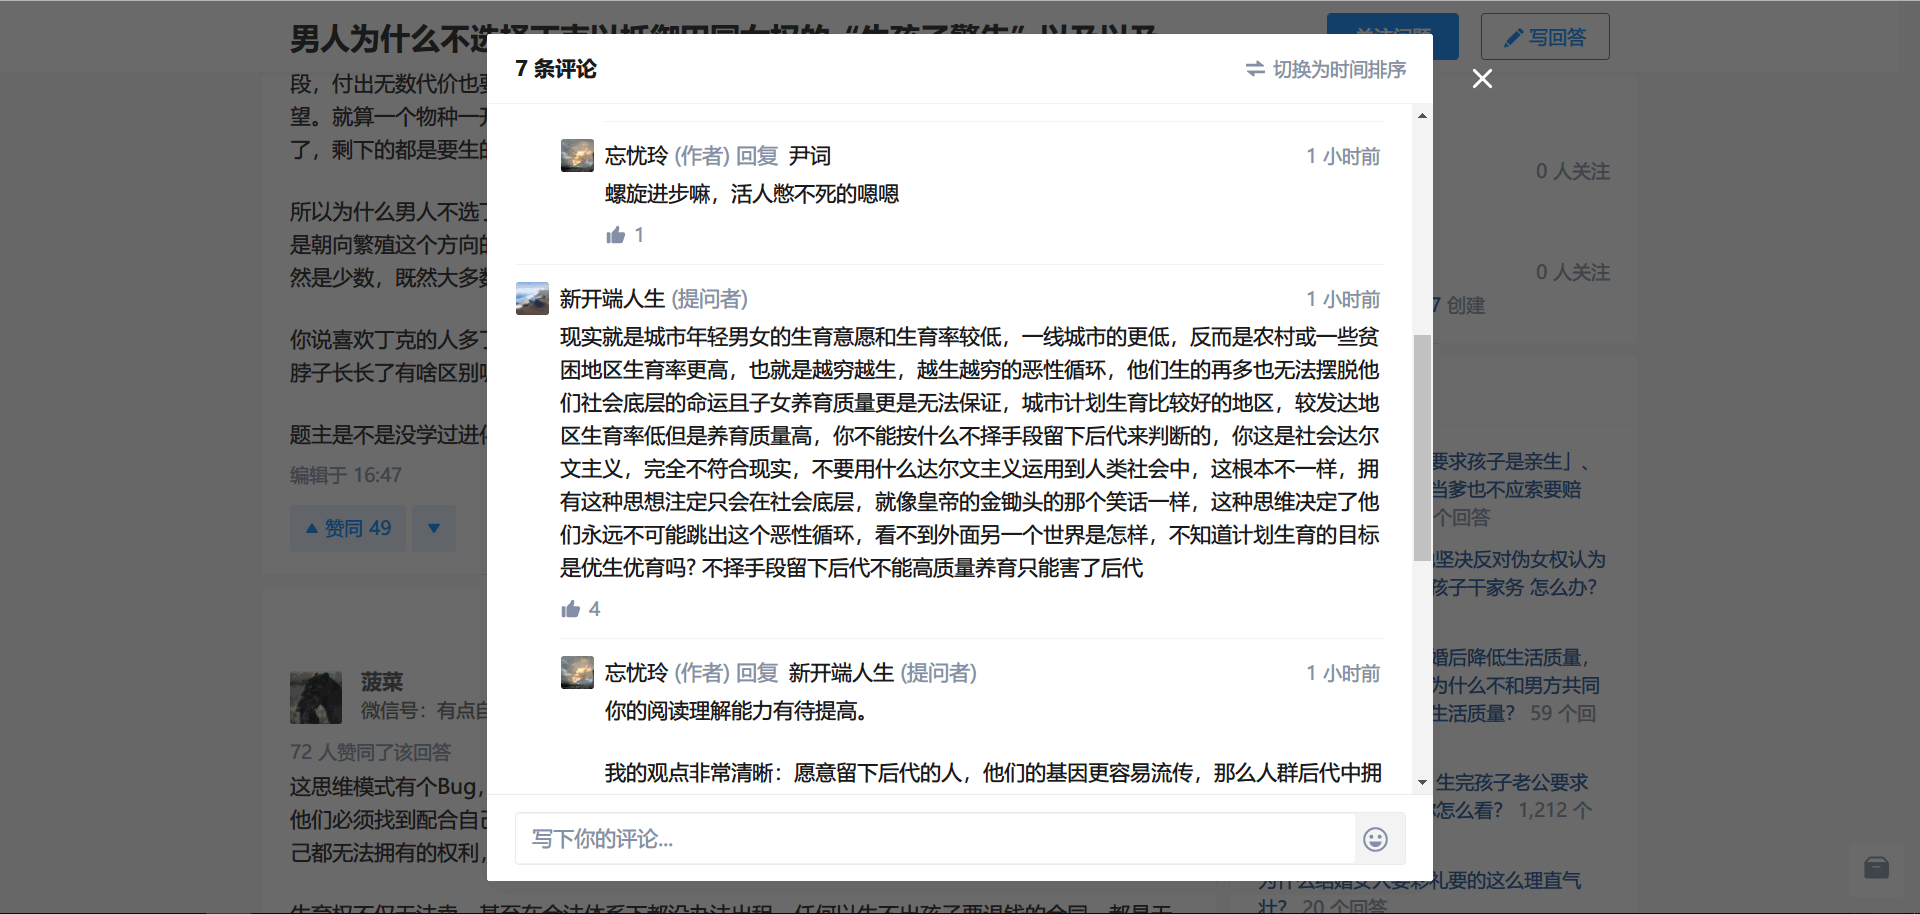 7 条评论
切换为时间排序
忘忧玲 (作者) 回复 尹词
1 小时前
螺旋进步嘛，活人憋不死的嗯嗯
1
新开端人生 (提问者)
1 小时前
现实就是城市年轻男女的生育意愿和生育率较低，一线城市的更低，反而是农村或一些贫
困地区生育率更高，也就是越穷越生，越生越穷的恶性循环，他们生的再多也无法摆脱他
们社会底层的命运且子女养育质量更是无法保证，城市计划生育比较好的地区，较发达地
区生育率低但是养育质量高，你不能按什么不择手段留下后代来判断的，你这是社会达尔
文主义，完全不符合现实，不要用什么达尔文主义运用到人类社会中，这根本不一样，拥
有这种思想注定只会在社会底层，就像皇帝的金锄头的那个笑话一样，这种思维决定了他
们永远不可能跳出这个恶性循环，看不到外面另一个世界是怎样，不知道计划生育的目标
是优生优育吗? 不择手段留下后代不能高质量养育只能害了后代
4
忘忧玲 (作者) 回复 新开端人生 (提问者)
1 小时前
你的阅读理解能力有待提高。
我的观点非常清晰：愿意留下后代的人，他们的基因更容易流传，那么人群后代中拥
写下你的评论...
男人为什么不选
写回答
段，付出无数代价也要
望。就算一个物种一开
了，剩下的都是要生的
所以为什么男人不选丁
是朝向繁殖这个方向的
然是少数，既然大多数
你说喜欢丁克的人多了
脖子长长了有啥区别呢
题主是不是没学过进化
编辑于 16:47
赞同 49
菠菜
微信号：有点自
72 人赞同了该回答
这思维模式有个Bug，
他们必须找到配合自己
己都无法拥有的权利，
0 人关注
0 人关注
7 创建
要求孩子是亲生」、
当爹也不应索要赔
个回答
坚决反对伪女权认为
孩子干家务 怎么办?
婚后降低生活质量，
为什么不和男方共同
生活质量? 59 个回
生完孩子老公要求
怎么看? 1,212 个
为什么结婚女人要彩礼要的这么理直气
壮? 20 个回答